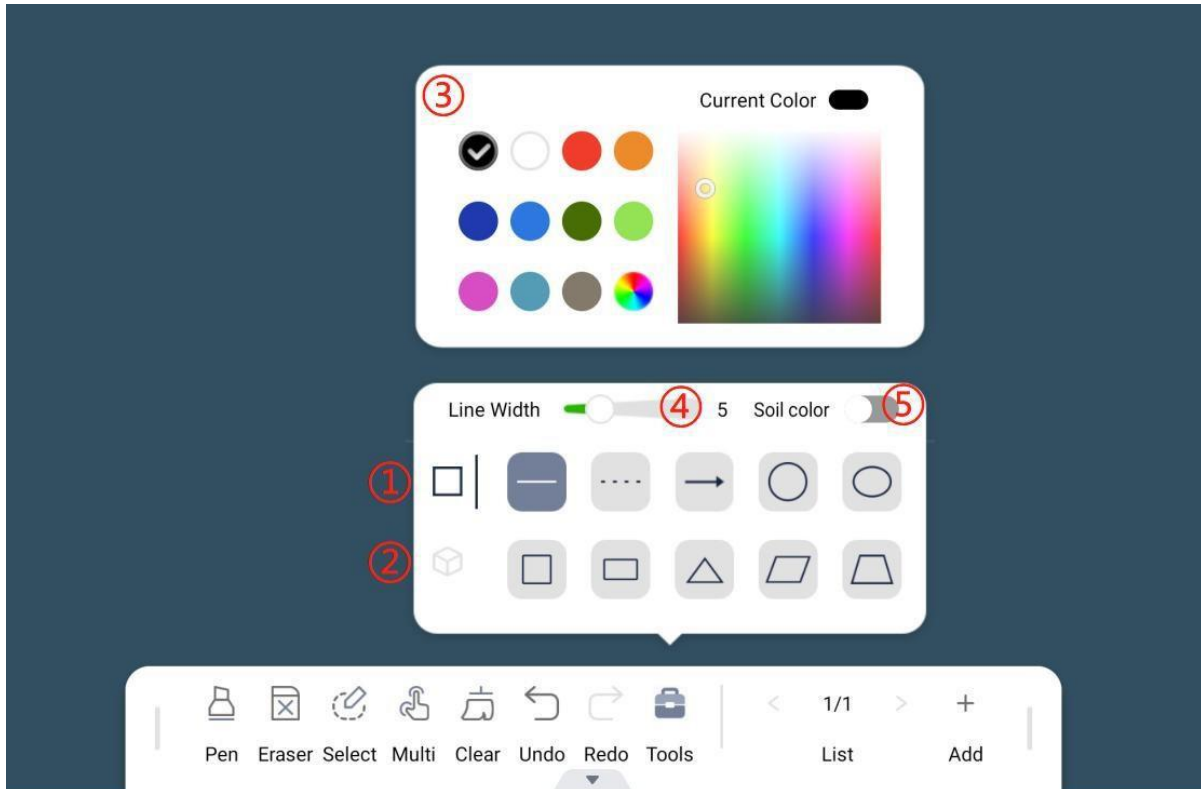 ③
Current Color
Line Width ④ 5 Soil color ⑤
①
②
Pen Eraser Select Multi Clear Undo Redo Tools < 1/1 > List + Add